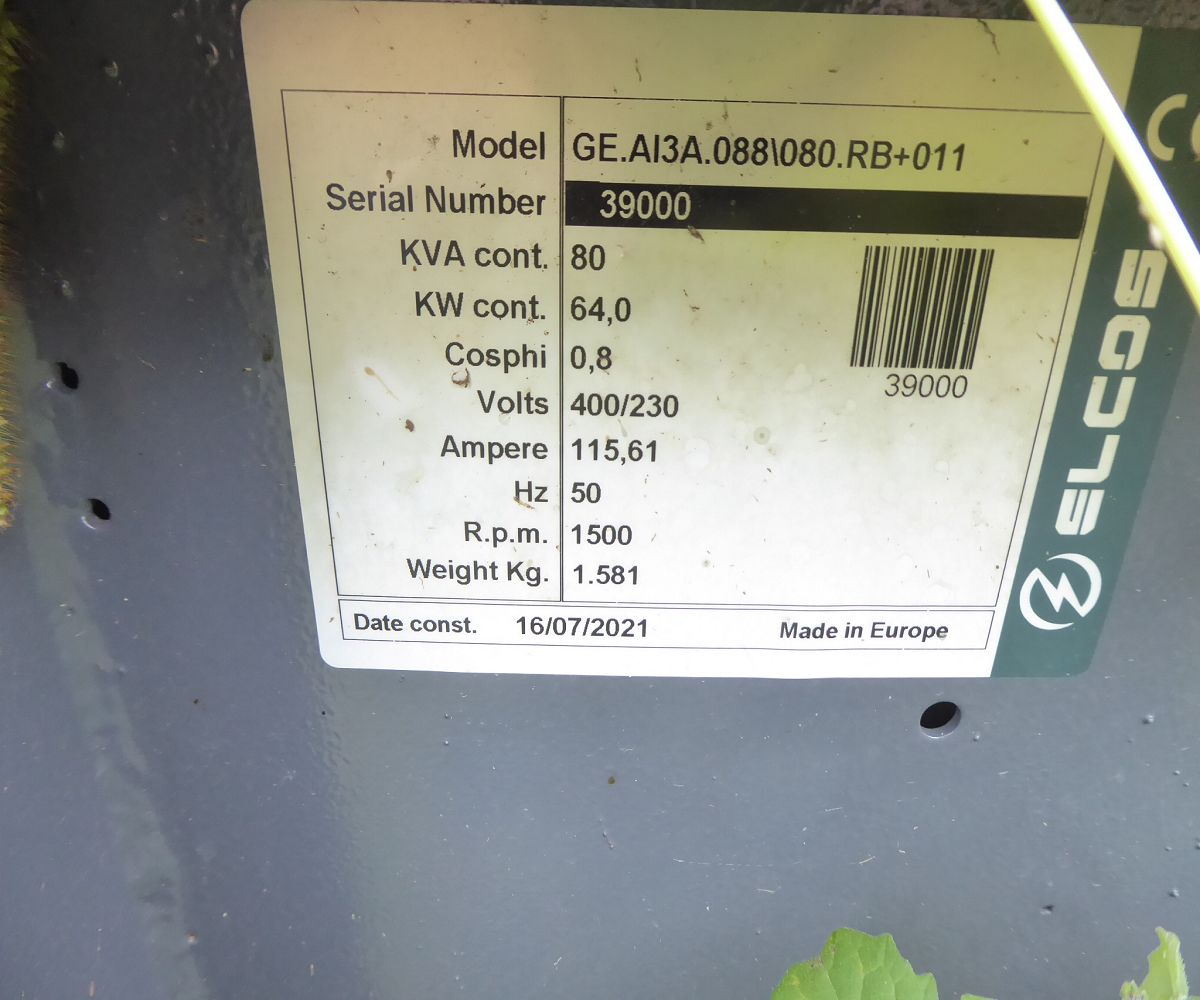 Model GE.AI3A.088\080.RB+011
Serial Number 39000
KVA cont. 80
KW cont. 64,0
Cosphi 0,8
Volts 400/230
Ampere 115,61
Hz 50
R.p.m. 1500
Weight Kg. 1.581
Date const. 16/07/2021 Made in Europe
39000
ELCOS